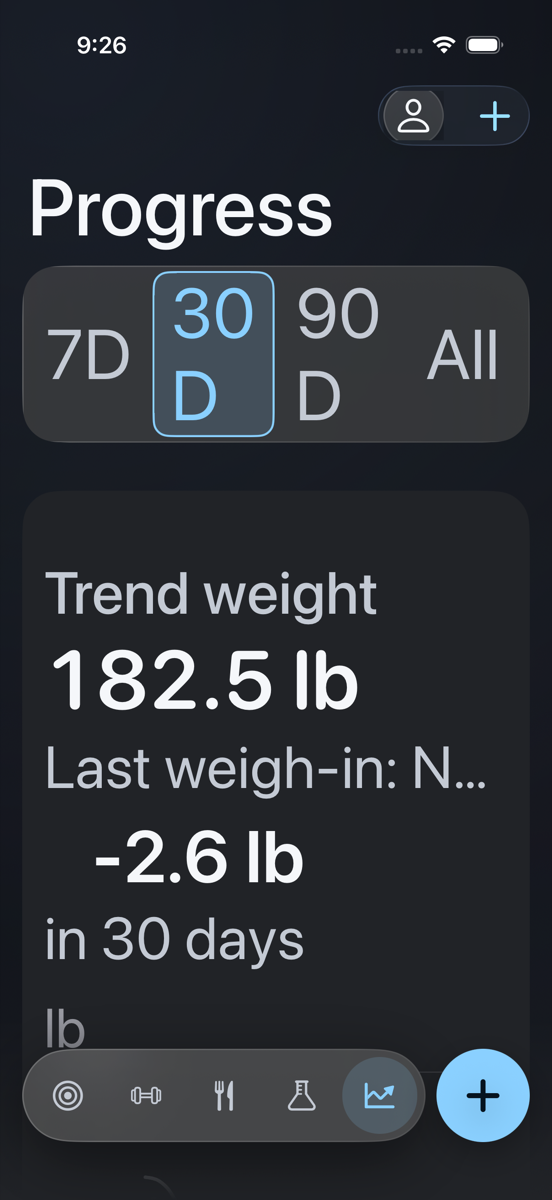 9:26
Progress
7D
30
D
90
D
All
Trend weight
182.5 lb
Last weigh-in: N...
-2.6 lb
in 30 days
lb